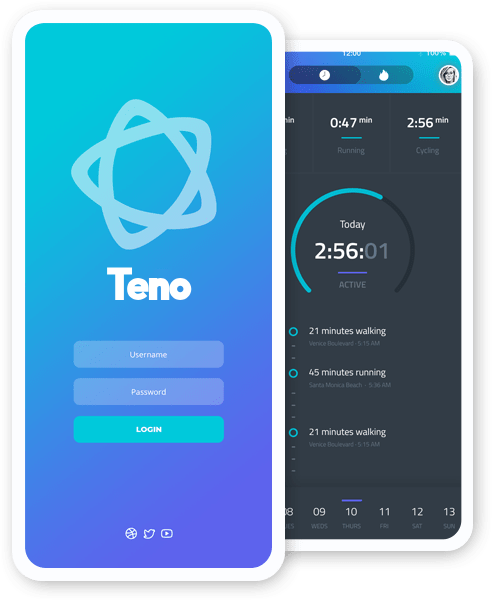 Teno
Username
Password
LOGIN
12:00
100%
min
0:47 min
2:56 min
Running
Cycling
Today
2:56:01
ACTIVE
21 minutes walking
Venice Boulevard · 5:15 AM
45 minutes running
Santa Monica Beach · 5:36 AM
21 minutes walking
Venice Boulevard · 5:15 AM
08 09 10 11 12 13
UES WEDS THURS FRI SAT SUN